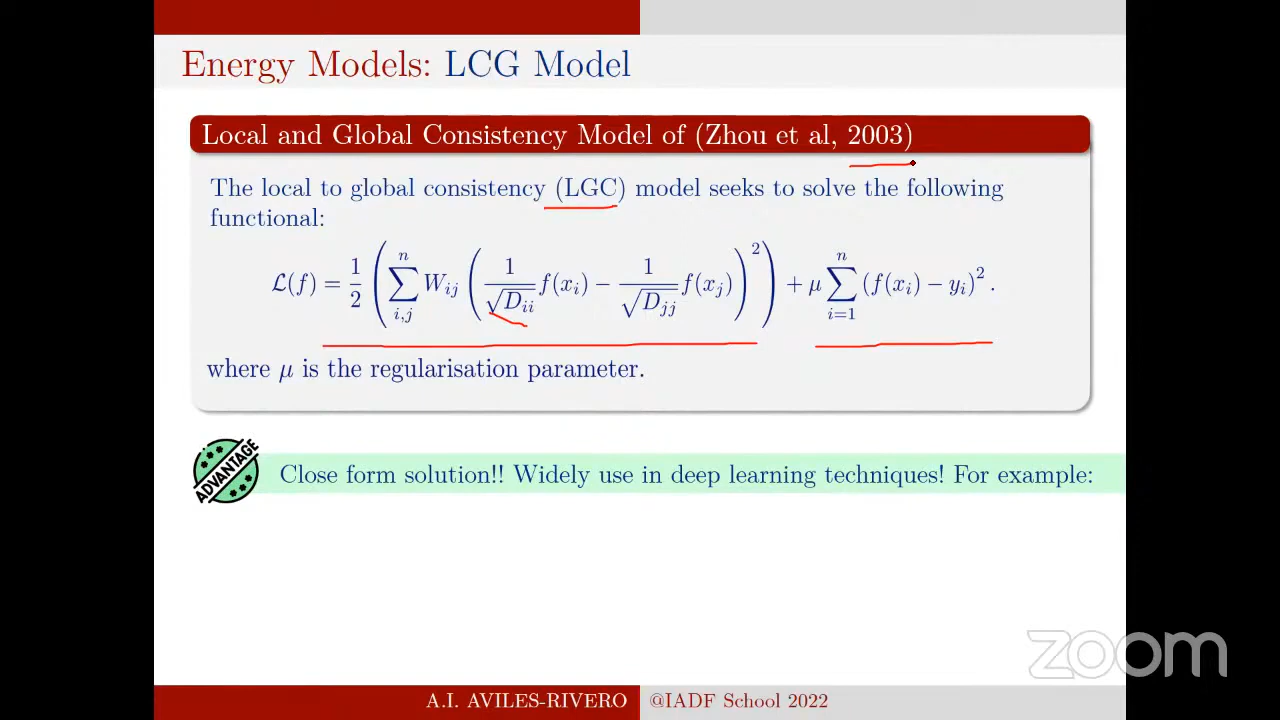 Energy Models: LCG Model
Local and Global Consistency Model of (Zhou et al, 2003)
The local to global consistency (LGC) model seeks to solve the following
functional:
ℒ(f) = 1/2 ( ∑_{i,j}^{n} W_{ij} ( 1/√D_{ii} f(x_i) − 1/√D_{jj} f(x_j) )^2 ) + μ ∑_{i=1}^{n} (f(x_i) − y_i)^2 .
where μ is the regularisation parameter.
ADVANTAGE
Close form solution!! Widely use in deep learning techniques! For example:
zoom
A.I. AVILES-RIVERO @IADF School 2022